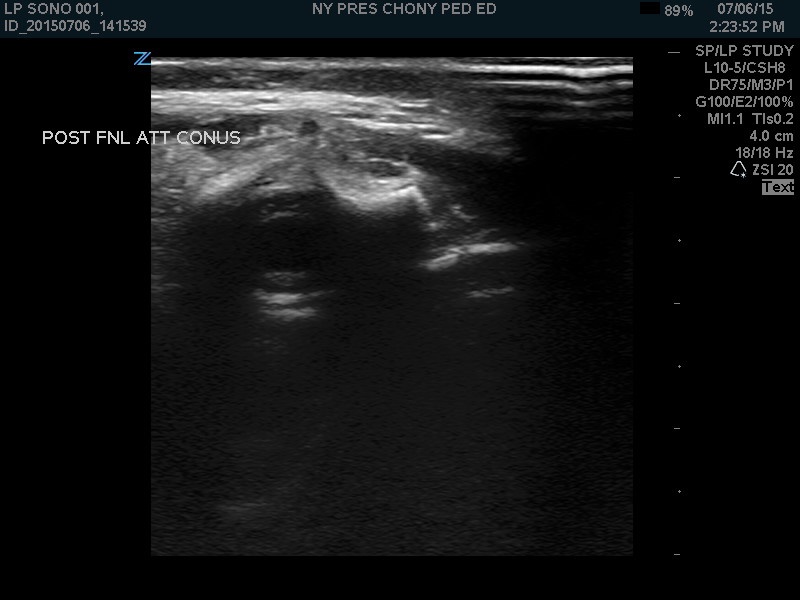 LP SONO 001,
ID_20150706_141539
NY PRES CHONY PED ED
89%
07/06/15
2:23:52 PM
SP/LP STUDY
L10-5/CSH8
DR75/M3/P1
G100/E2/100%
MI1.1 TIs0.2
4.0 cm
18/18 Hz
ZSI 20
Text
Z
POST FNL ATT CONUS